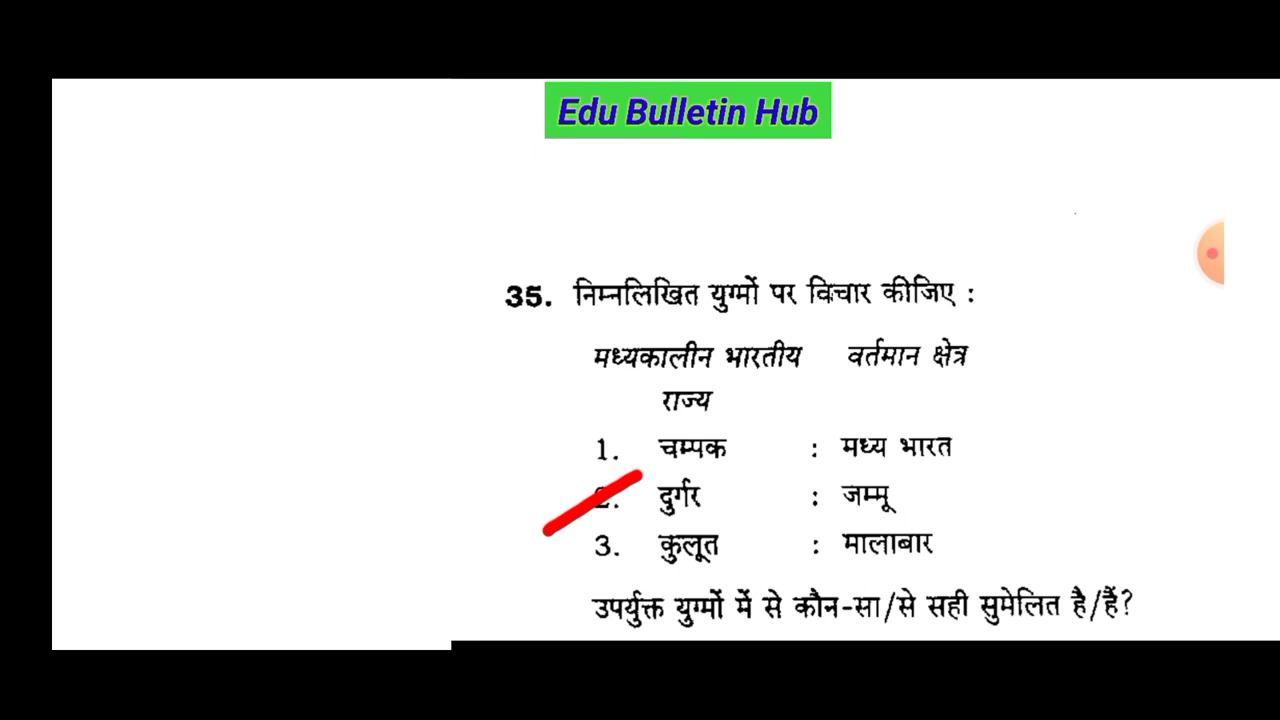 Edu Bulletin Hub
35. निम्नलिखित युग्मों पर विचार कीजिए :
मध्यकालीन भारतीय वर्तमान क्षेत्र
राज्य
1. चम्पक : मध्य भारत
2. दुर्गर : जम्मू
3. कुलूत : मालाबार
उपर्युक्त युग्मों में से कौन-सा/से सही सुमेलित है/हैं?